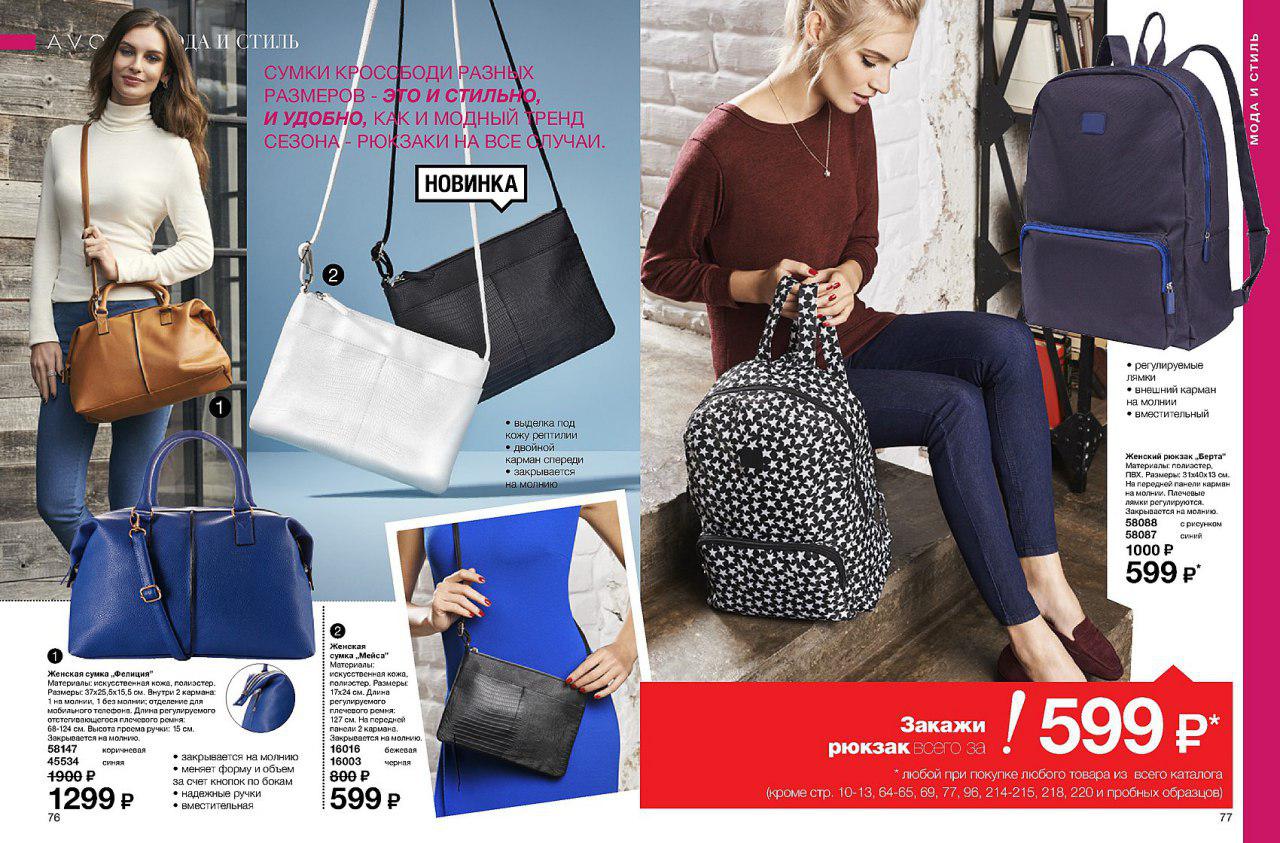 МОДА И СТИЛЬ
СУМКИ КРОССБОДИ РАЗНЫХ
РАЗМЕРОВ - ЭТО И СТИЛЬНО,
И УДОБНО, КАК И МОДНЫЙ ТРЕНД
СЕЗОНА - РЮКЗАКИ НА ВСЕ СЛУЧАИ.
НОВИНКА
2
1
• выделка под
кожу рептилии
• двойной
карман спереди
• закрывается
на молнию
1
Женская сумка „Фелиция"
Материалы: искусственная кожа, полиэстер.
Размеры: 37х25,5х15,5 см. Внутри 2 кармана:
1 на молнии, 1 без молнии; отделение для
мобильного телефона. Длина регулируемого
отстегивающегося плечевого ремня:
68-124 см. Высота проема ручки: 15 см.
Закрывается на молнию.
58147 коричневая
45534 синяя
1900 ₽
1299 ₽
• закрывается на молнию
• меняет форму и объем
за счет кнопок по бокам
• надежные ручки
• вместительная
76
2
Женская
сумка „Мейса"
Материалы:
искусственная кожа,
полиэстер. Размеры:
17х24 см. Длина
регулируемого
плечевого ремня:
127 см. На передней
панели 2 кармана.
Закрывается на молнию.
16016 бежевая
16003 черная
800 ₽
599 ₽
МОДА И СТИЛЬ
• регулируемые
лямки
• внешний карман
на молнии
• вместительный
Женский рюкзак „Берта"
Материалы: полиэстер,
ПВХ. Размеры: 31х40х13 см.
На передней панели карман
на молнии. Плечевые
лямки регулируются.
Закрывается на молнию.
58088 с рисунком
58087 синий
1000 ₽
599 ₽*
Закажи
рюкзак всего за
! 599 ₽*
* любой при покупке любого товара из всего каталога
(кроме стр. 10-13, 64-65, 69, 77, 96, 214-215, 218, 220 и пробных образцов)
77